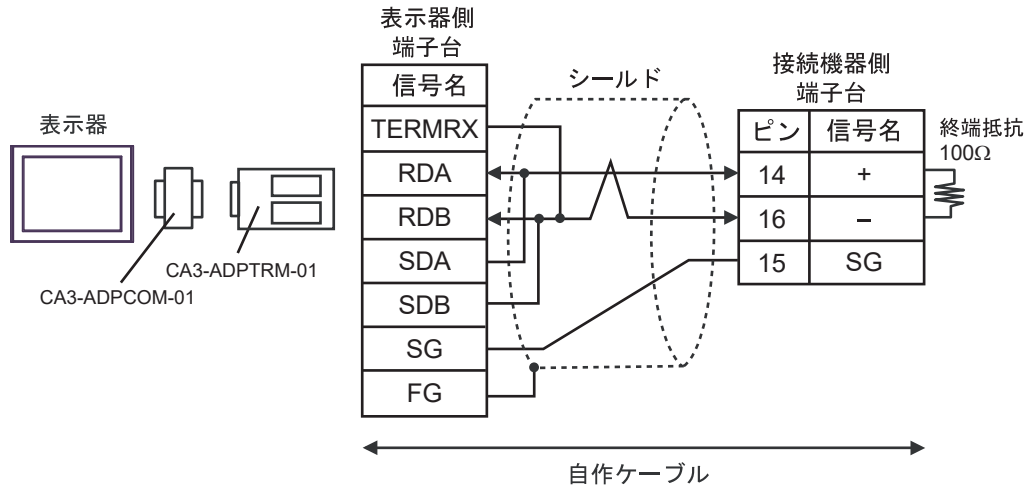 表示器
CA3-ADPCOM-01
CA3-ADPTRM-01
表示器側
端子台
信号名
TERMRX
RDA
RDB
SDA
SDB
SG
FG
シールド
接続機器側
端子台
ピン 信号名
14 +
16 −
15 SG
終端抵抗
100Ω
自作ケーブル